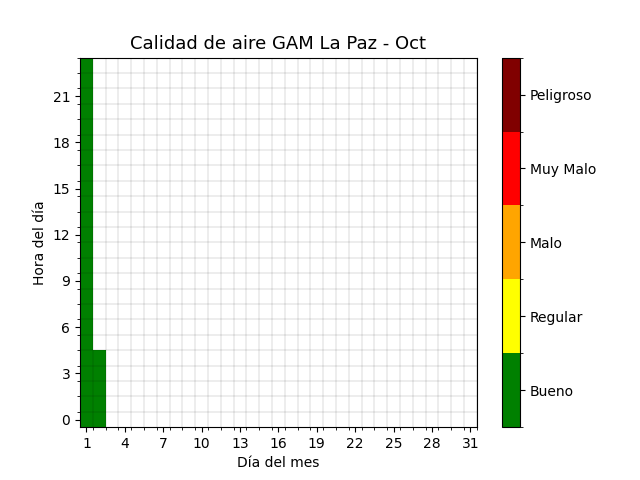 Calidad de aire GAM La Paz - Oct
Hora del día
21
18
15
12
9
6
3
0
1 4 7 10 13 16 19 22 25 28 31
Día del mes
Peligroso
Muy Malo
Malo
Regular
Bueno